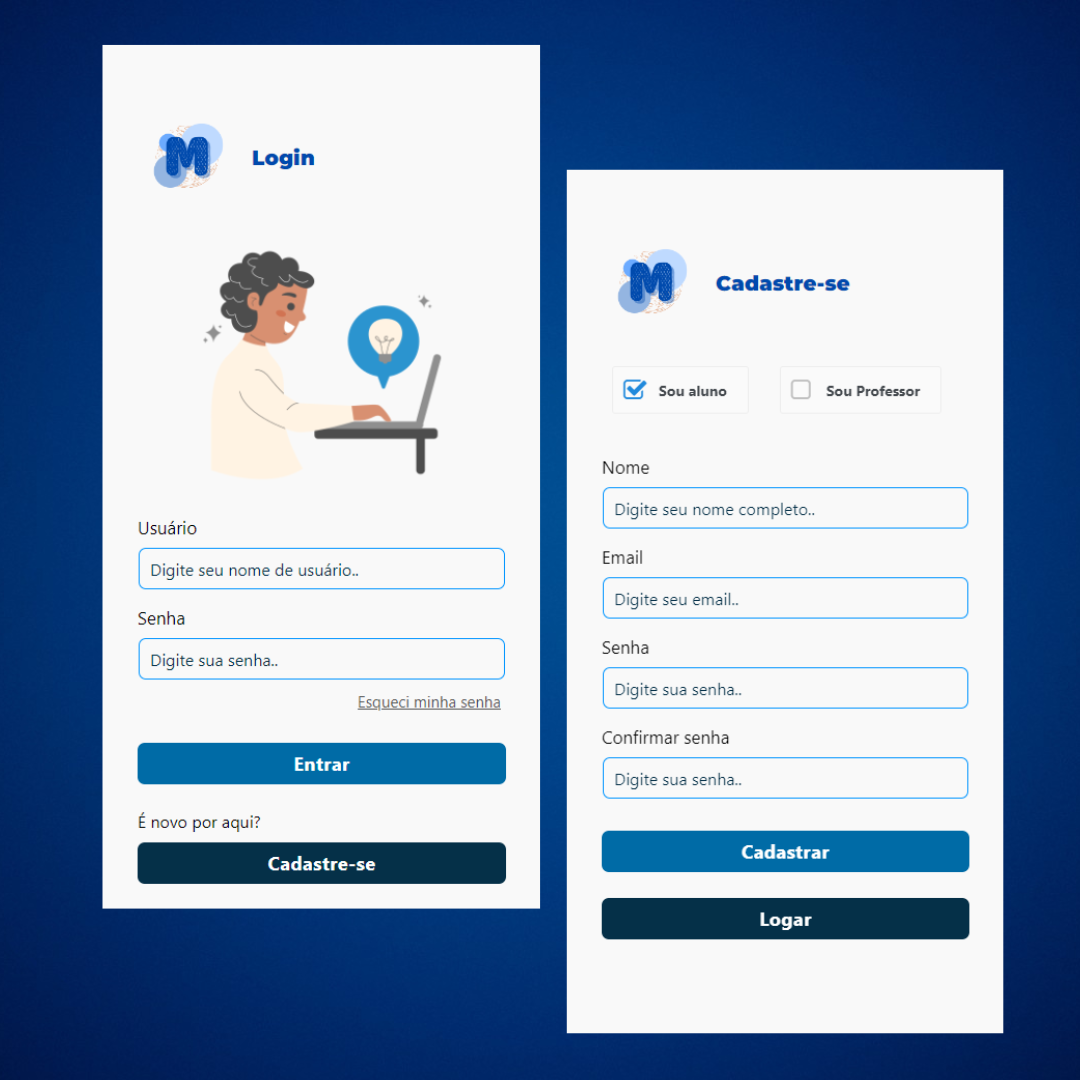 M
Login
Usuário
Digite seu nome de usuário..
Senha
Digite sua senha..
Esqueci minha senha
Entrar
É novo por aqui?
Cadastre-se
M
Cadastre-se
Sou aluno
Sou Professor
Nome
Digite seu nome completo..
Email
Digite seu email..
Senha
Digite sua senha..
Confirmar senha
Digite sua senha..
Cadastrar
Logar